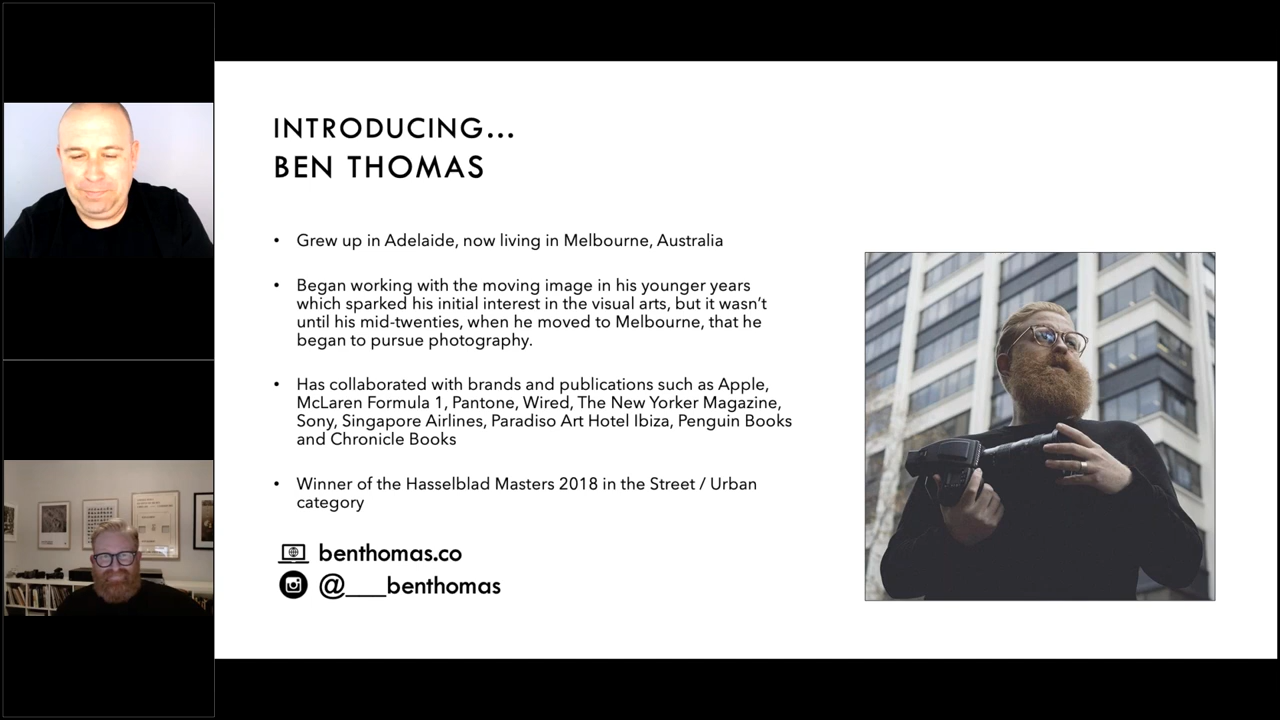 INTRODUCING...
BEN THOMAS
• Grew up in Adelaide, now living in Melbourne, Australia
• Began working with the moving image in his younger years
which sparked his initial interest in the visual arts, but it wasn’t
until his mid-twenties, when he moved to Melbourne, that he
began to pursue photography.
• Has collaborated with brands and publications such as Apple,
McLaren Formula 1, Pantone, Wired, The New Yorker Magazine,
Sony, Singapore Airlines, Paradiso Art Hotel Ibiza, Penguin Books
and Chronicle Books
• Winner of the Hasselblad Masters 2018 in the Street / Urban
category
benthomas.co
@___benthomas